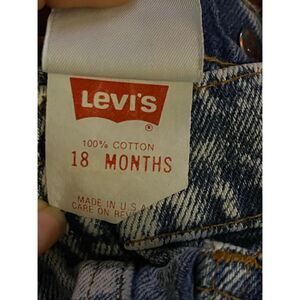 Levi's
®
100% COTTON
18 MONTHS
MADE IN U.S.A.
CARE ON